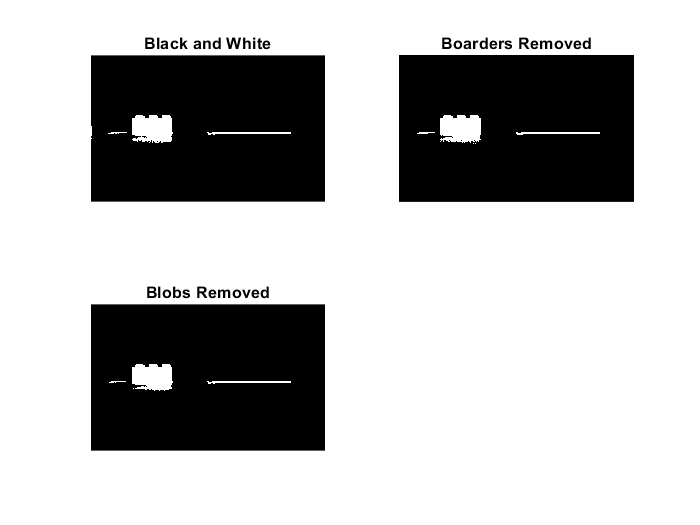 Black and White
Boarders Removed
Blobs Removed